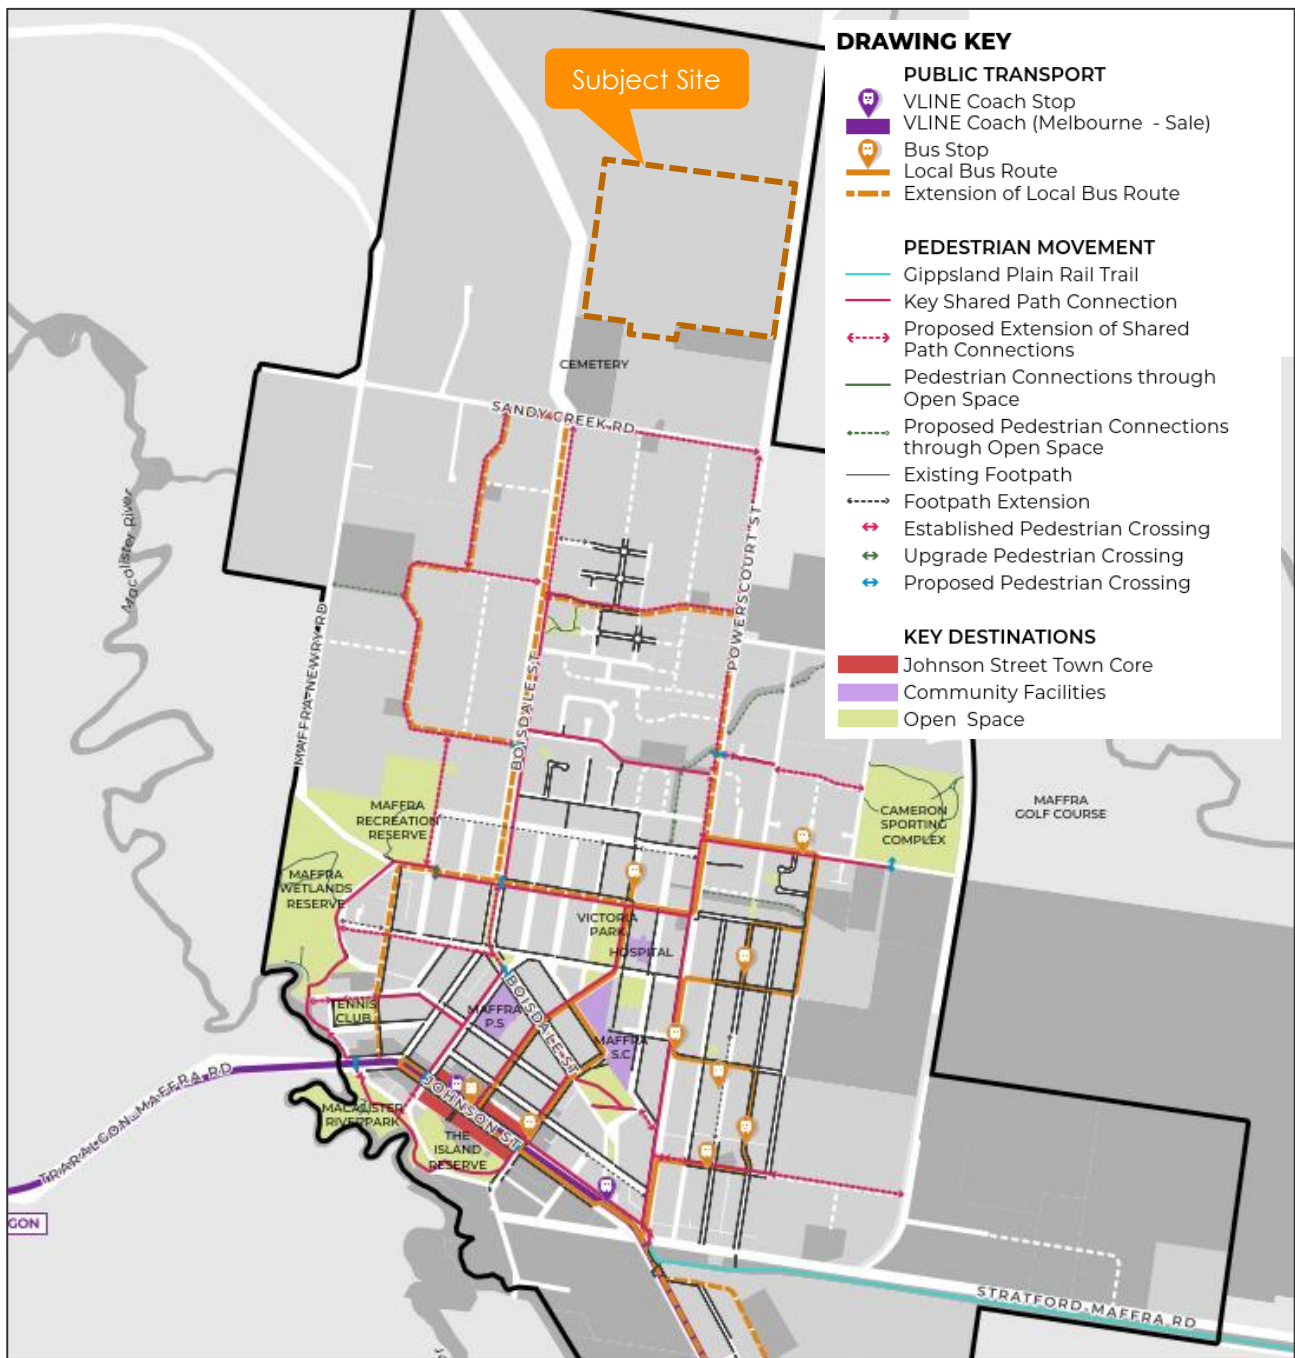 Subject Site
DRAWING KEY
PUBLIC TRANSPORT
VLINE Coach Stop
VLINE Coach (Melbourne - Sale)
Bus Stop
Local Bus Route
Extension of Local Bus Route
PEDESTRIAN MOVEMENT
Gippsland Plain Rail Trail
Key Shared Path Connection
Proposed Extension of Shared
Path Connections
Pedestrian Connections through
Open Space
Proposed Pedestrian Connections
through Open Space
Existing Footpath
Footpath Extension
Established Pedestrian Crossing
Upgrade Pedestrian Crossing
Proposed Pedestrian Crossing
KEY DESTINATIONS
Johnson Street Town Core
Community Facilities
Open Space
CEMETERY
SANDY CREEK RD
Macalister River
POWERSCOURT ST
MAFFRA-NEWRY RD
BOISDALE ST
MAFFRA
RECREATION
RESERVE
CAMERON
SPORTING
COMPLEX
MAFFRA
GOLF COURSE
MAFFRA
WETLANDS
RESERVE
VICTORIA
PARK
HOSPITAL
BOISDALE ST
TENNIS
CLUB
MAFFRA
P.S
MAFFRA
S.C
JOHNSON ST
TRARALGON-MAFFRA RD
MACALISTER
RIVERPARK
THE
ISLAND
RESERVE
GON
STRATFORD-MAFFRA RD